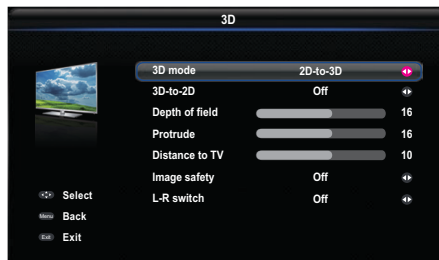 3D
3D mode 2D-to-3D
3D-to-2D Off
Depth of field 16
Protrude 16
Distance to TV 10
Image safety Off
L-R switch Off
Select
Menu Back
Exit Exit